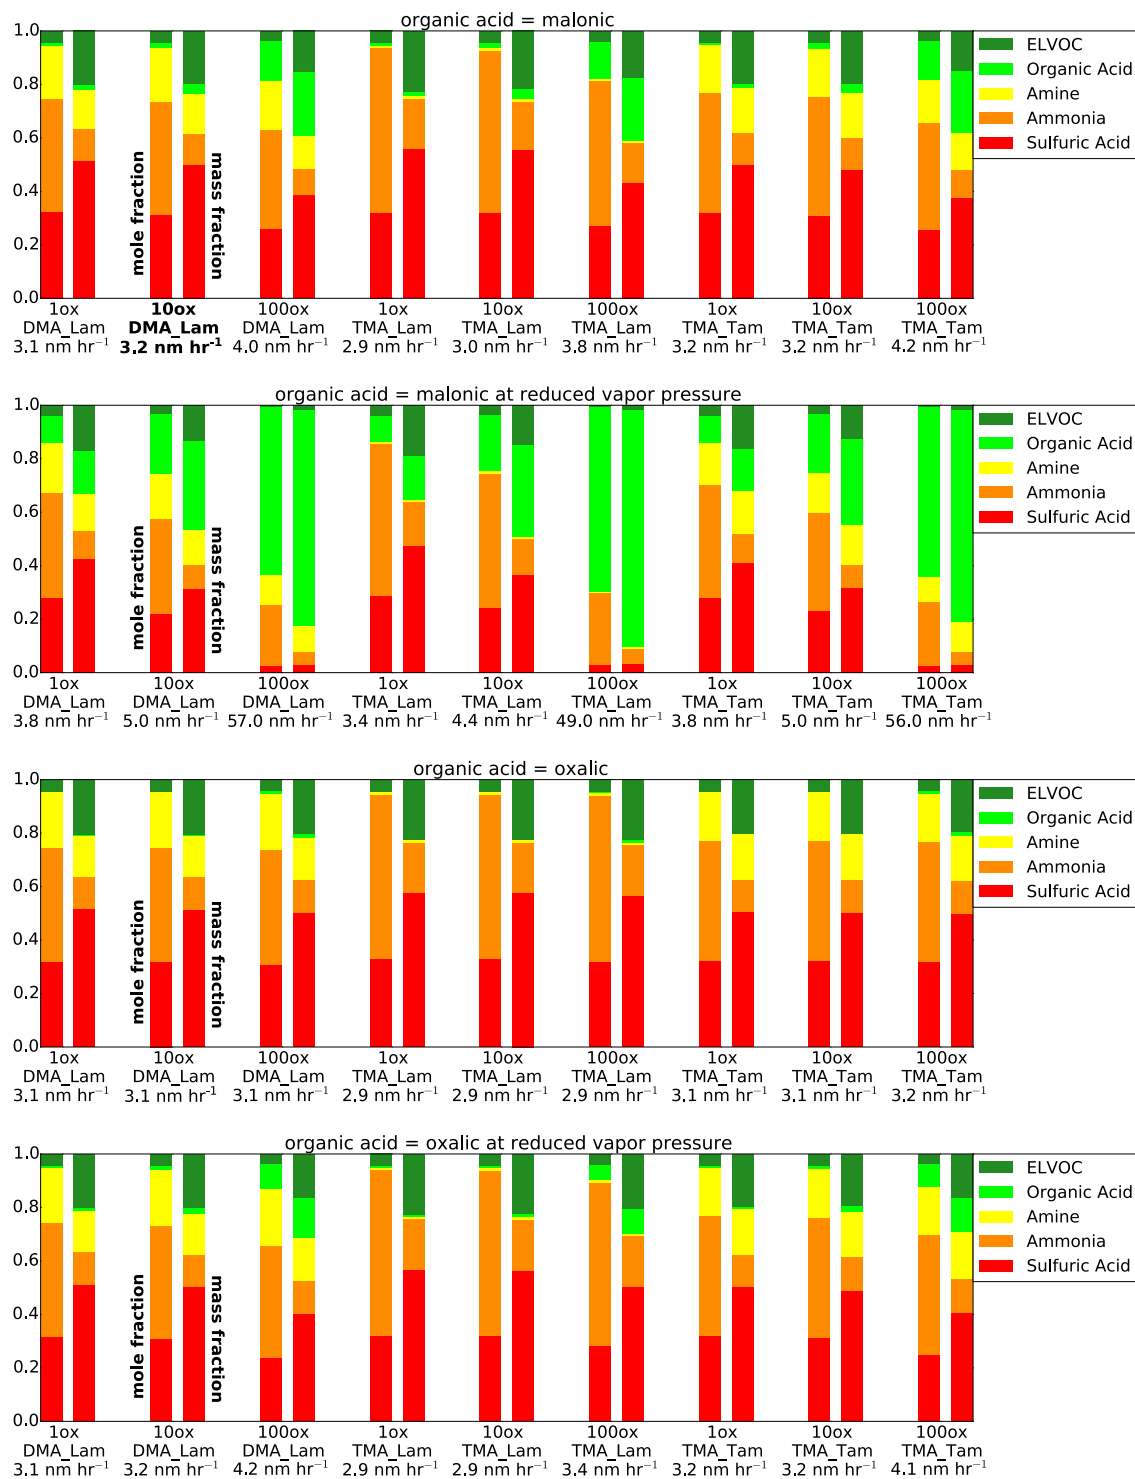 organic acid = malonic
1.0
0.8
0.6
0.4
0.2
0.0
mole fraction
mass fraction
ELVOC
Organic Acid
Amine
Ammonia
Sulfuric Acid
1ox 10ox 100ox 1ox 10ox 100ox 1ox 10ox 100ox
DMA_Lam DMA_Lam DMA_Lam TMA_Lam TMA_Lam TMA_Lam TMA_Tam TMA_Tam TMA_Tam
3.1 nm hr⁻¹ 3.2 nm hr⁻¹ 4.0 nm hr⁻¹ 2.9 nm hr⁻¹ 3.0 nm hr⁻¹ 3.8 nm hr⁻¹ 3.2 nm hr⁻¹ 3.2 nm hr⁻¹ 4.2 nm hr⁻¹
organic acid = malonic at reduced vapor pressure
1.0
0.8
0.6
0.4
0.2
0.0
mole fraction
mass fraction
ELVOC
Organic Acid
Amine
Ammonia
Sulfuric Acid
1ox 10ox 100ox 1ox 10ox 100ox 1ox 10ox 100ox
DMA_Lam DMA_Lam DMA_Lam TMA_Lam TMA_Lam TMA_Lam TMA_Tam TMA_Tam TMA_Tam
3.8 nm hr⁻¹ 5.0 nm hr⁻¹ 57.0 nm hr⁻¹ 3.4 nm hr⁻¹ 4.4 nm hr⁻¹ 49.0 nm hr⁻¹ 3.8 nm hr⁻¹ 5.0 nm hr⁻¹ 56.0 nm hr⁻¹
organic acid = oxalic
1.0
0.8
0.6
0.4
0.2
0.0
mole fraction
mass fraction
ELVOC
Organic Acid
Amine
Ammonia
Sulfuric Acid
1ox 10ox 100ox 1ox 10ox 100ox 1ox 10ox 100ox
DMA_Lam DMA_Lam DMA_Lam TMA_Lam TMA_Lam TMA_Lam TMA_Tam TMA_Tam TMA_Tam
3.1 nm hr⁻¹ 3.1 nm hr⁻¹ 3.1 nm hr⁻¹ 2.9 nm hr⁻¹ 2.9 nm hr⁻¹ 2.9 nm hr⁻¹ 3.1 nm hr⁻¹ 3.1 nm hr⁻¹ 3.2 nm hr⁻¹
organic acid = oxalic at reduced vapor pressure
1.0
0.8
0.6
0.4
0.2
0.0
mole fraction
mass fraction
ELVOC
Organic Acid
Amine
Ammonia
Sulfuric Acid
1ox 10ox 100ox 1ox 10ox 100ox 1ox 10ox 100ox
DMA_Lam DMA_Lam DMA_Lam TMA_Lam TMA_Lam TMA_Lam TMA_Tam TMA_Tam TMA_Tam
3.1 nm hr⁻¹ 3.2 nm hr⁻¹ 4.2 nm hr⁻¹ 2.9 nm hr⁻¹ 2.9 nm hr⁻¹ 3.4 nm hr⁻¹ 3.2 nm hr⁻¹ 3.2 nm hr⁻¹ 4.1 nm hr⁻¹